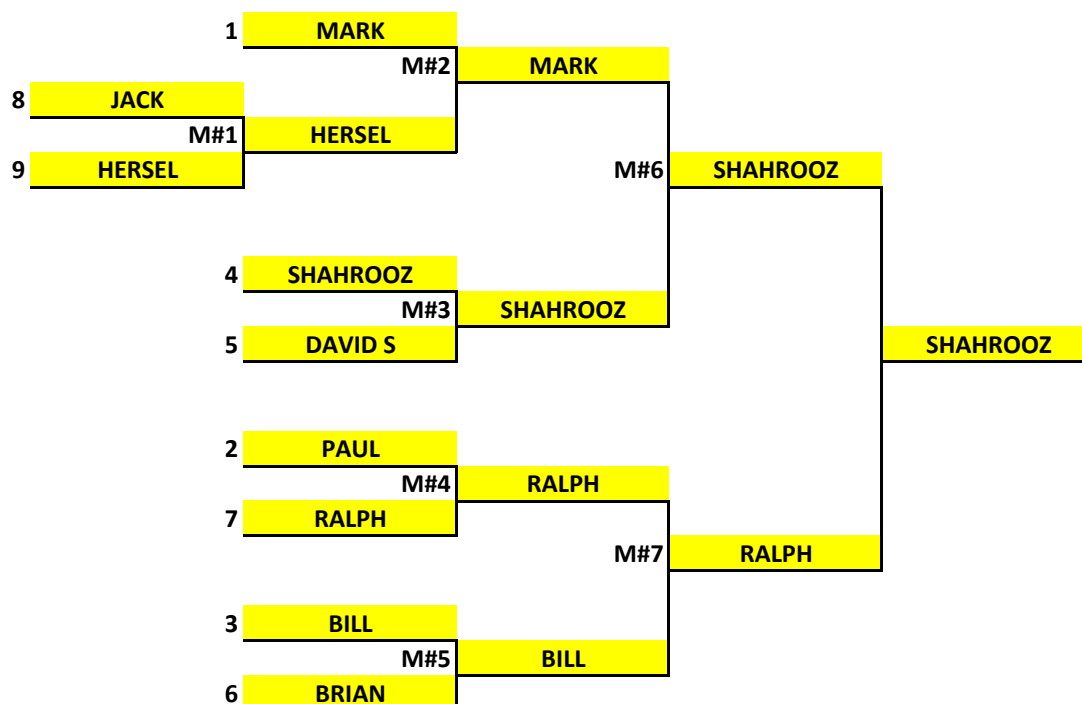 1 MARK
M#2 MARK
8 JACK
M#1 HERSEL
9 HERSEL
M#6 SHAHROOZ
4 SHAHROOZ
M#3 SHAHROOZ
5 DAVID S
SHAHROOZ
2 PAUL
M#4 RALPH
7 RALPH
M#7 RALPH
3 BILL
M#5 BILL
6 BRIAN